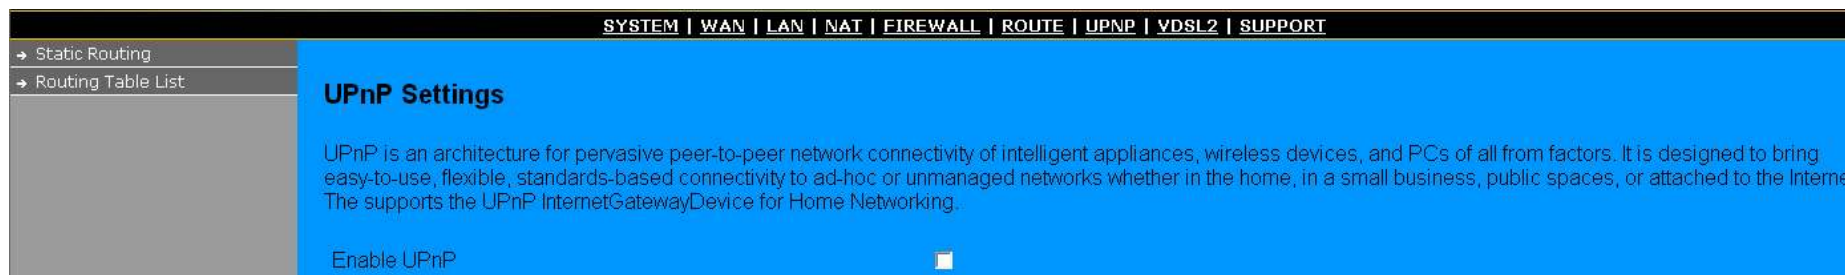 SYSTEM | WAN | LAN | NAT | FIREWALL | ROUTE | UPNP | VDSL2 | SUPPORT
→ Static Routing
→ Routing Table List
UPnP Settings
UPnP is an architecture for pervasive peer-to-peer network connectivity of intelligent appliances, wireless devices, and PCs of all from factors. It is designed to bring
easy-to-use, flexible, standards-based connectivity to ad-hoc or unmanaged networks whether in the home, in a small business, public spaces, or attached to the Interne
The supports the UPnP InternetGatewayDevice for Home Networking.
Enable UPnP